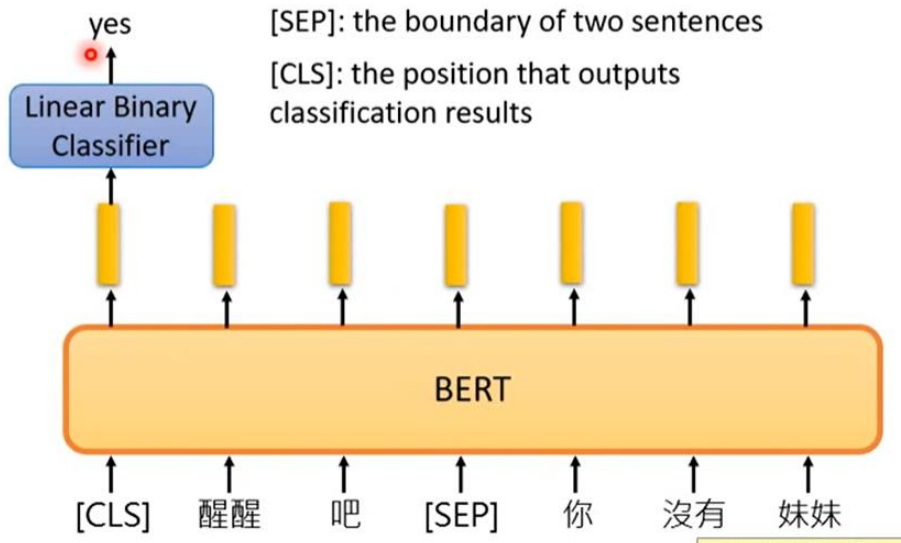 yes
[SEP]: the boundary of two sentences
[CLS]: the position that outputs
classification results
Linear Binary
Classifier
BERT
[CLS] 醒醒 吧 [SEP] 你 沒有 妹妹